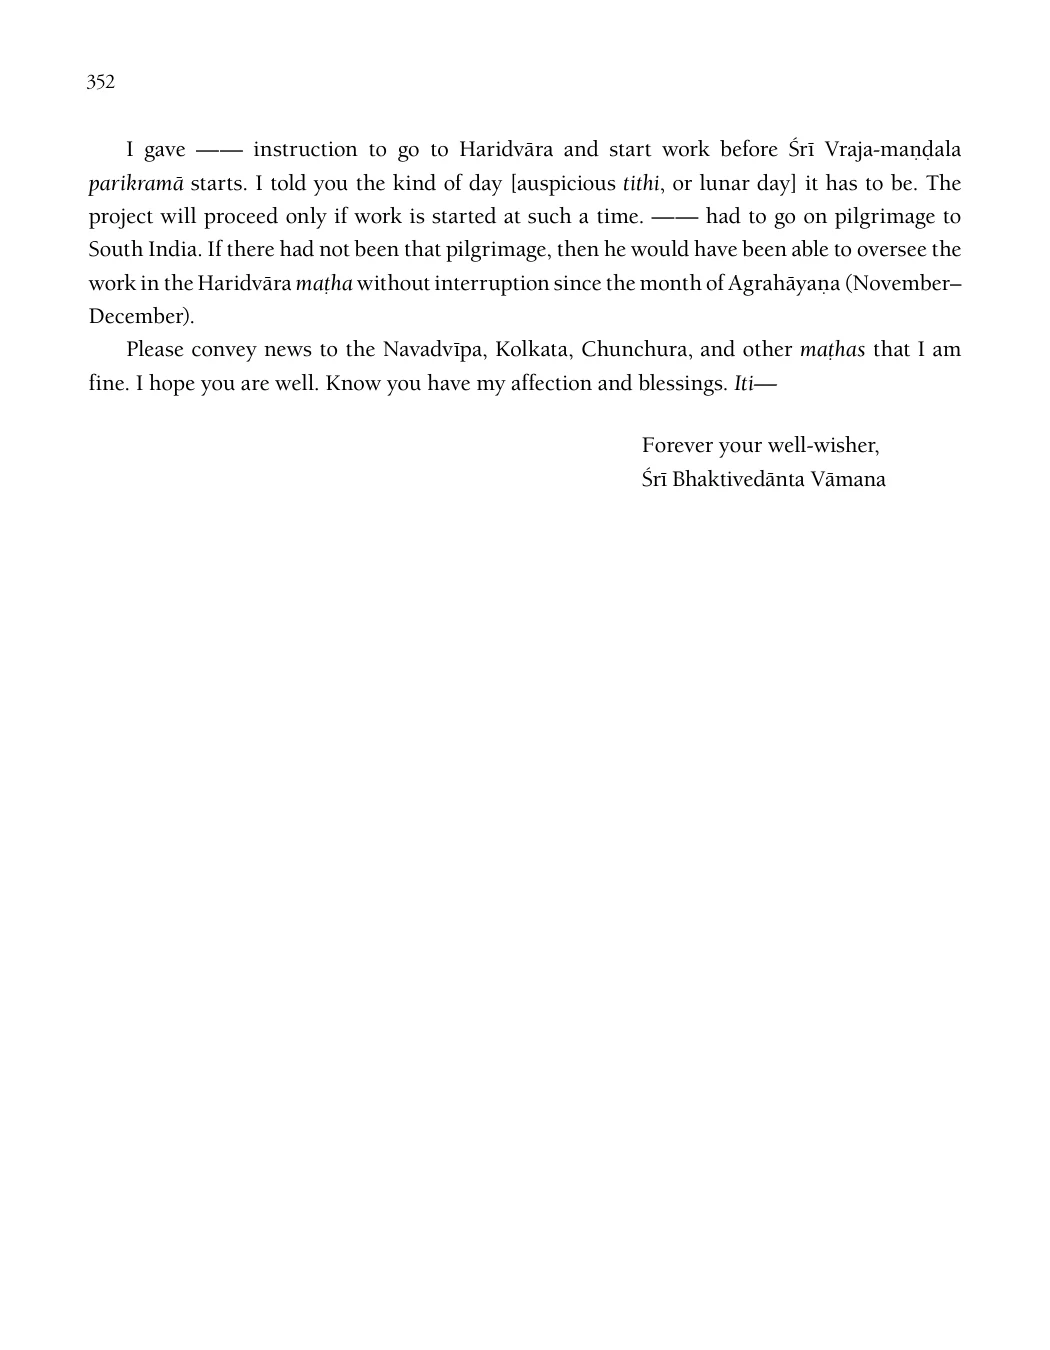 352
I gave —— instruction to go to Haridvāra and start work before Śrī Vraja-maṇḍala
parikramā starts. I told you the kind of day [auspicious tithi, or lunar day] it has to be. The
project will proceed only if work is started at such a time. —— had to go on pilgrimage to
South India. If there had not been that pilgrimage, then he would have been able to oversee the
work in the Haridvāra maṭha without interruption since the month of Agrahāyaṇa (November–
December).
Please convey news to the Navadvīpa, Kolkata, Chunchura, and other maṭhas that I am
fine. I hope you are well. Know you have my affection and blessings. Iti—
Forever your well-wisher,
Śrī Bhaktivedānta Vāmana